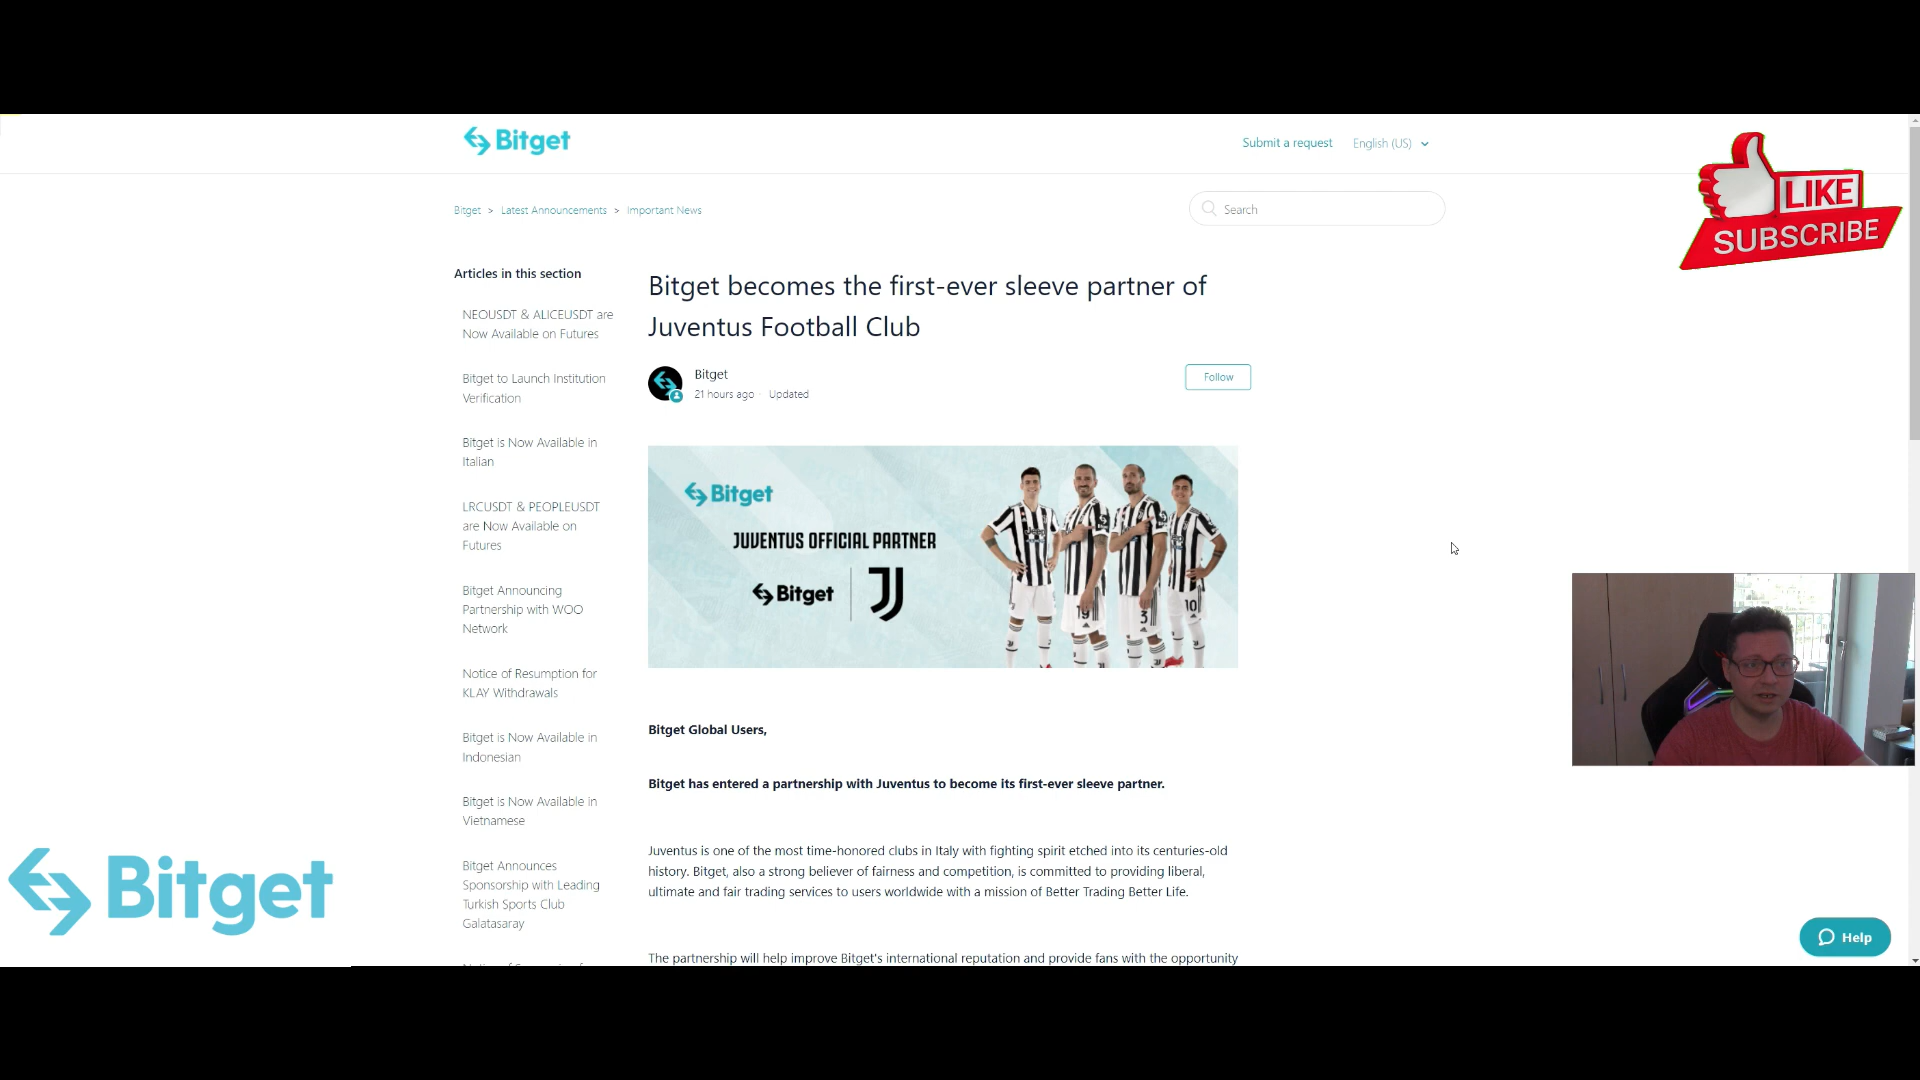 Bitget
Submit a request
English (US)
LIKE
SUBSCRIBE
Bitget > Latest Announcements > Important News
Search
Articles in this section
NEOUSDT & ALICEUSDT are
Now Available on Futures
Bitget to Launch Institution
Verification
Bitget is Now Available in
Italian
LRCUSDT & PEOPLEUSDT
are Now Available on
Futures
Bitget Announcing
Partnership with WOO
Network
Notice of Resumption for
KLAY Withdrawals
Bitget is Now Available in
Indonesian
Bitget is Now Available in
Vietnamese
Bitget Announces
Sponsorship with Leading
Turkish Sports Club
Galatasaray
Bitget becomes the first-ever sleeve partner of
Juventus Football Club
Bitget
21 hours ago · Updated
Follow
Bitget
JUVENTUS OFFICIAL PARTNER
Bitget
J
Jeep
19
3
10
Bitget Global Users,
Bitget has entered a partnership with Juventus to become its first-ever sleeve partner.
Juventus is one of the most time-honored clubs in Italy with fighting spirit etched into its centuries-old
history. Bitget, also a strong believer of fairness and competition, is committed to providing liberal,
ultimate and fair trading services to users worldwide with a mission of Better Trading Better Life.
The partnership will help improve Bitget's international reputation and provide fans with the opportunity
Bitget
Help